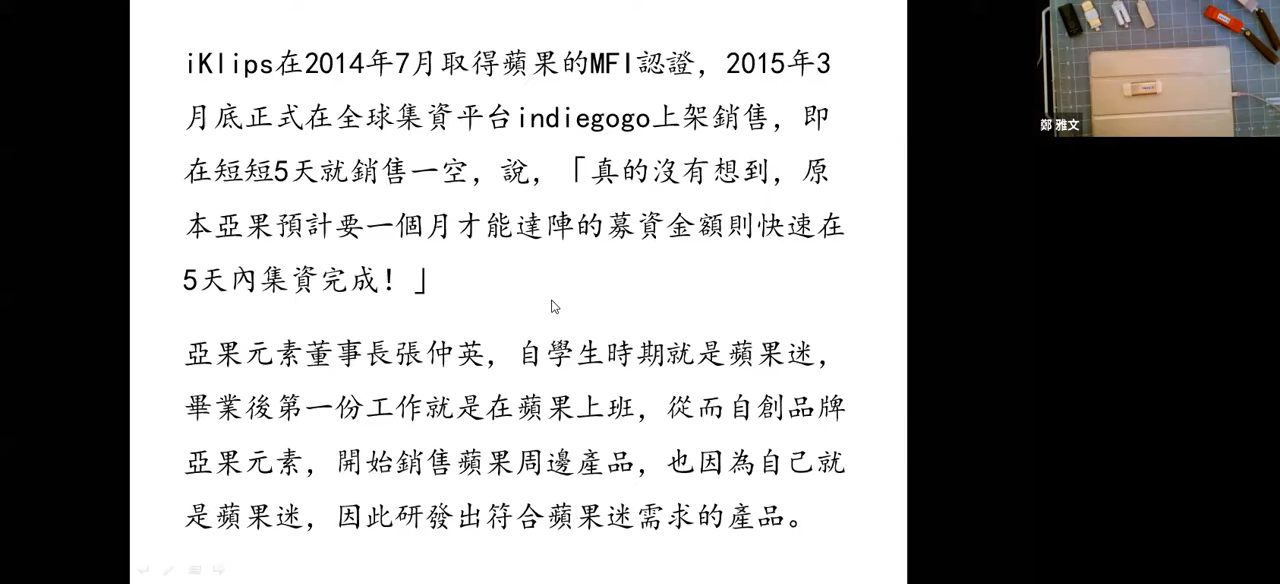 iKlips在2014年7月取得蘋果的MFI認證，2015年3
月底正式在全球集資平台indiegogo上架銷售，即
在短短5天就銷售一空，說，「真的沒有想到，原
本亞果預計要一個月才能達陣的募資金額則快速在
5天內集資完成！」
亞果元素董事長張仲英，自學生時期就是蘋果迷，
畢業後第一份工作就是在蘋果上班，從而自創品牌
亞果元素，開始銷售蘋果周邊產品，也因為自己就
是蘋果迷，因此研發出符合蘋果迷需求的產品。
鄭 雅文